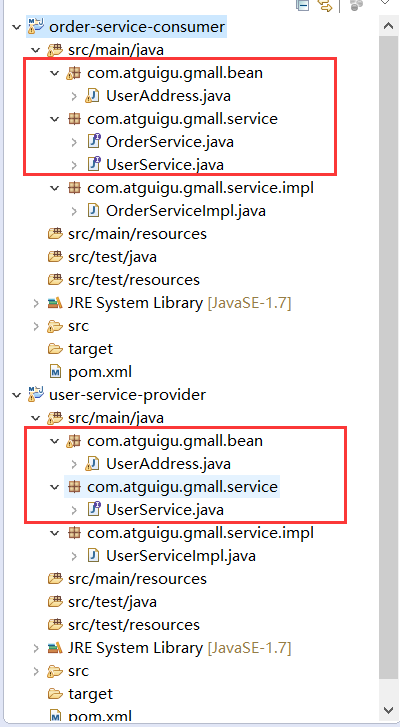 order-service-consumer
src/main/java
com.atguigu.gmall.bean
UserAddress.java
com.atguigu.gmall.service
OrderService.java
UserService.java
com.atguigu.gmall.service.impl
OrderServiceImpl.java
src/main/resources
src/test/java
src/test/resources
JRE System Library [JavaSE-1.7]
src
target
pom.xml
user-service-provider
src/main/java
com.atguigu.gmall.bean
UserAddress.java
com.atguigu.gmall.service
UserService.java
com.atguigu.gmall.service.impl
UserServiceImpl.java
src/main/resources
src/test/java
src/test/resources
JRE System Library [JavaSE-1.7]
src
target
pom.xml